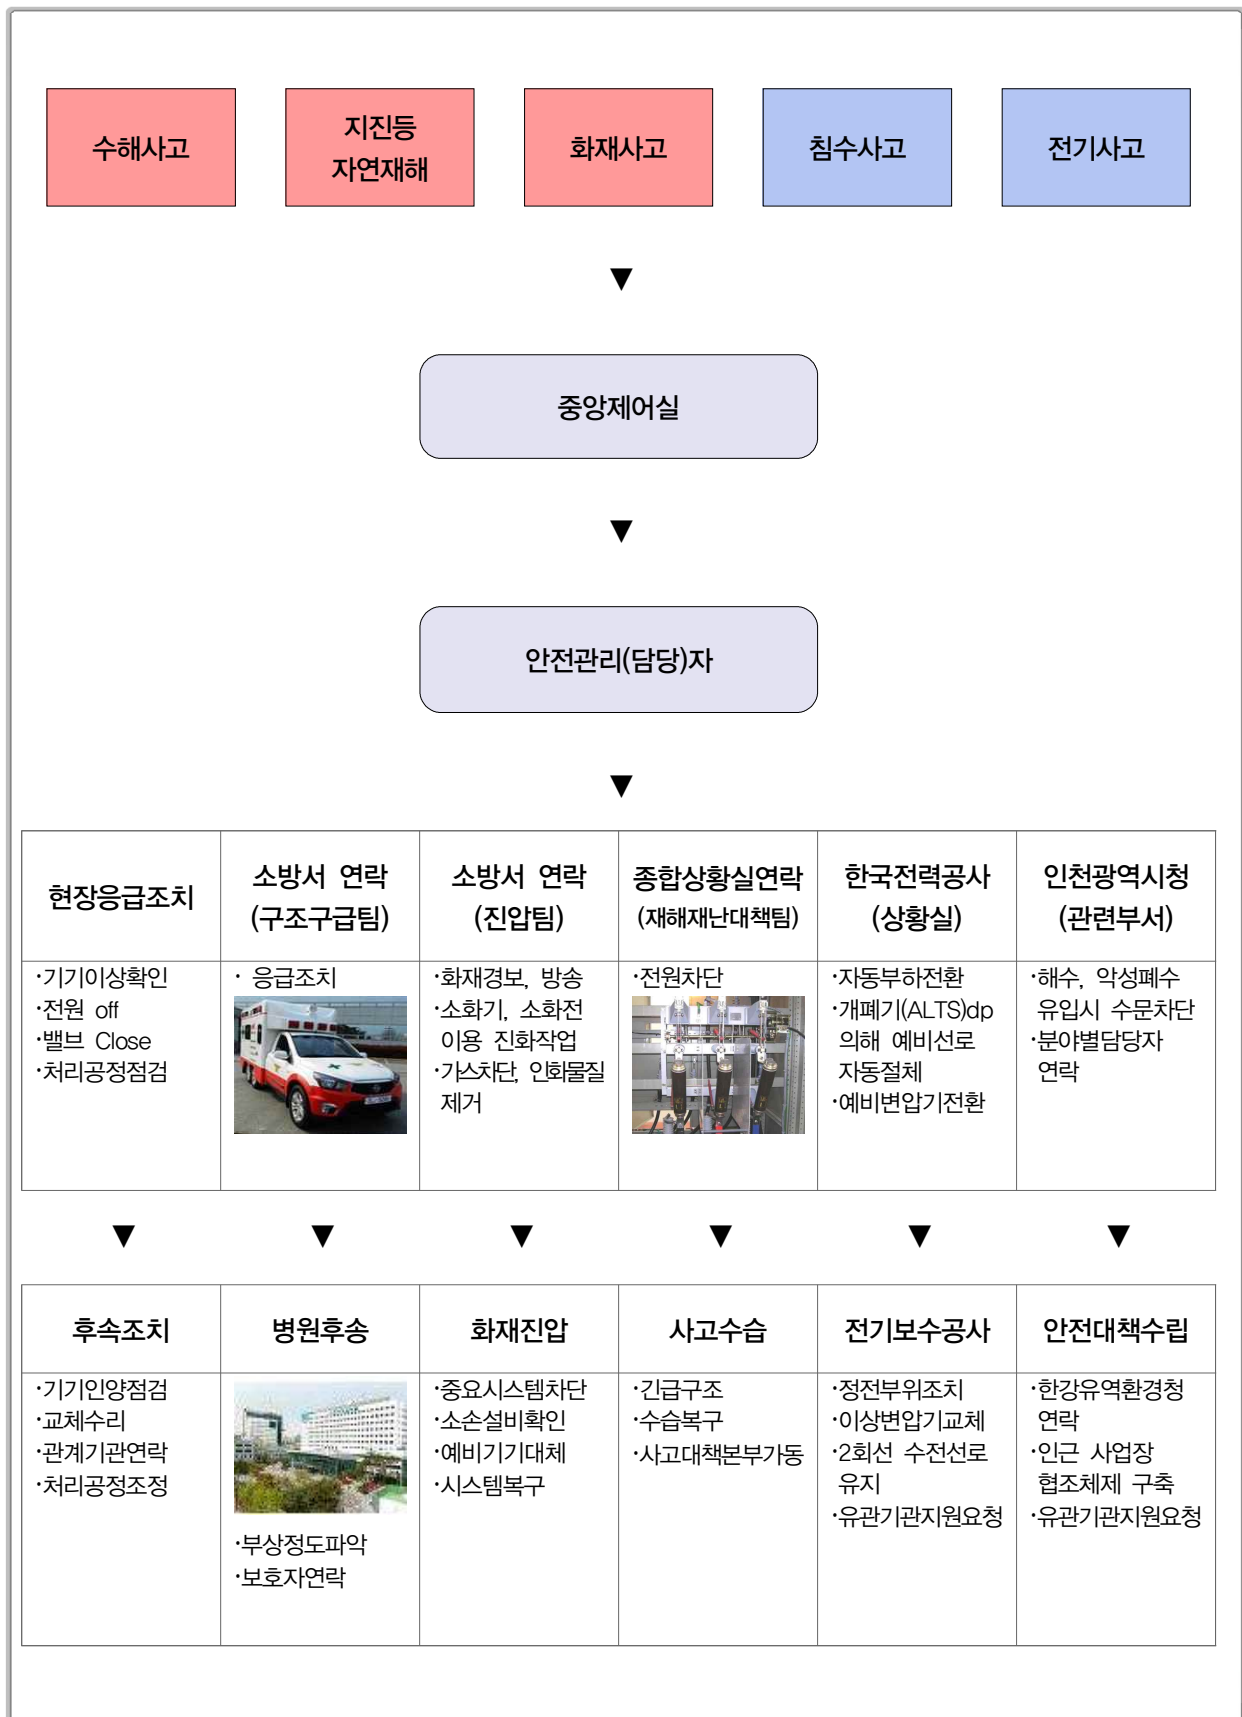 수해사고
지진등
자연재해
화재사고
침수사고
전기사고
▼
중앙제어실
▼
안전관리(담당)자
▼
현장응급조치
소방서 연락
(구조구급팀)
소방서 연락
(진압팀)
종합상황실연락
(재해재난대책팀)
한국전력공사
(상황실)
인천광역시청
(관련부서)
·기기이상확인
·전원 off
·밸브 Close
·처리공정점검
· 응급조치
·화재경보, 방송
·소화기, 소화전
이용 진화작업
·가스차단, 인화물질
제거
·전원차단
·자동부하전환
·개폐기(ALTS)dp
의해 예비선로
자동절체
·예비변압기전환
·해수, 악성폐수
유입시 수문차단
·분야별담당자
연락
▼ ▼ ▼ ▼ ▼ ▼
후속조치
병원후송
화재진압
사고수습
전기보수공사
안전대책수립
·기기인양점검
·교체수리
·관계기관연락
·처리공정조정
·부상정도파악
·보호자연락
·중요시스템차단
·소손설비확인
·예비기기대체
·시스템복구
·긴급구조
·수습복구
·사고대책본부가동
·정전부위조치
·이상변압기교체
·2회선 수전선로
유지
·유관기관지원요청
·한강유역환경청
연락
·인근 사업장
협조체제 구축
·유관기관지원요청